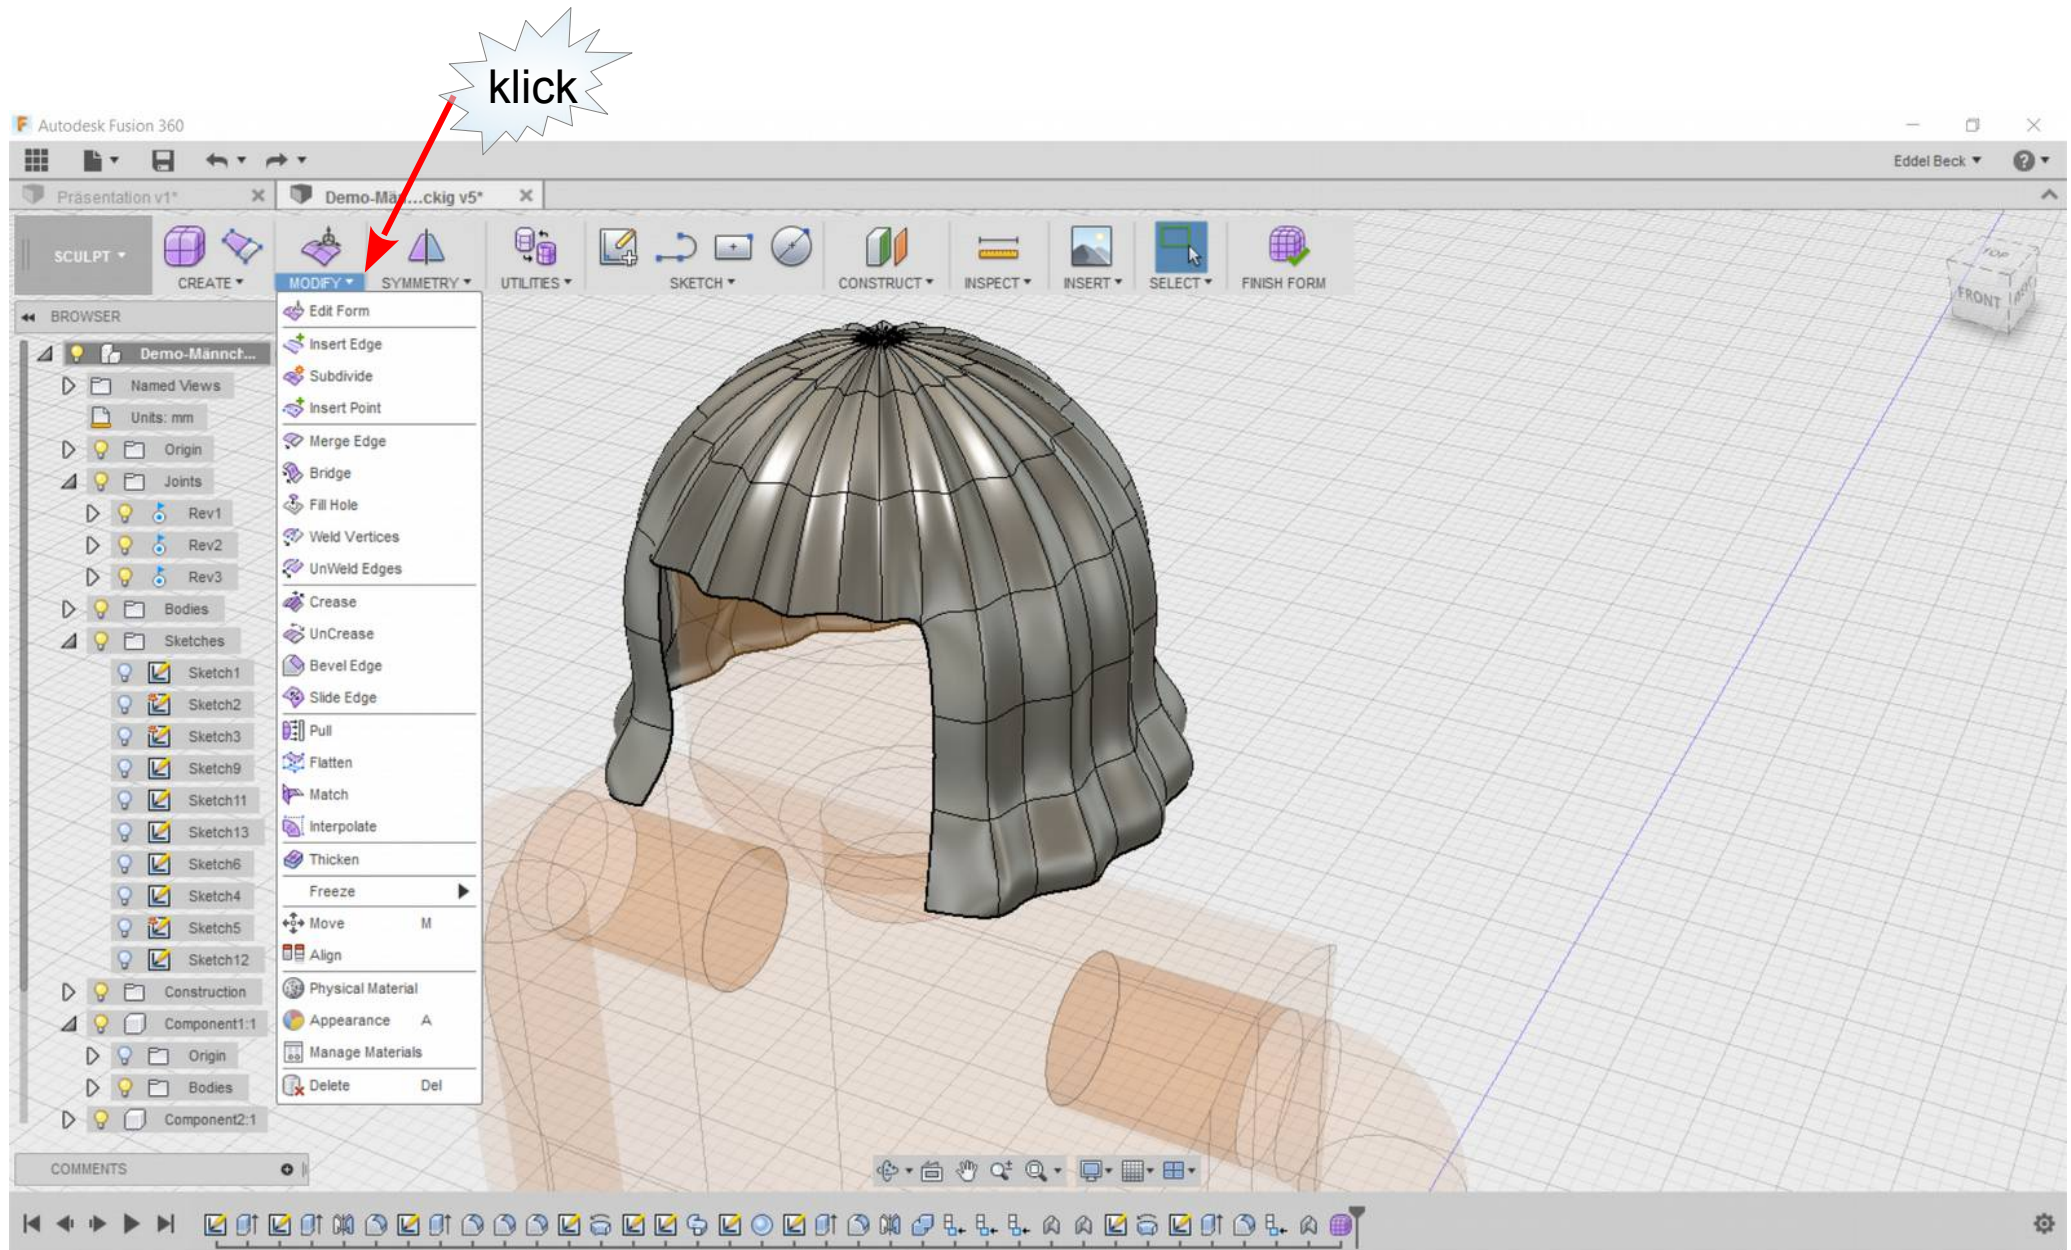 klick
Autodesk Fusion 360
Eddel Beck
Präsentation v1*
Demo-Män...ckig v5*
SCULPT
CREATE
MODIFY
SYMMETRY
UTILITIES
SKETCH
CONSTRUCT
INSPECT
INSERT
SELECT
FINISH FORM
TOP
FRONT
BROWSER
Demo-Männch...
Named Views
Units: mm
Origin
Joints
Rev1
Rev2
Rev3
Bodies
Sketches
Sketch1
Sketch2
Sketch3
Sketch9
Sketch11
Sketch13
Sketch6
Sketch4
Sketch5
Sketch12
Construction
Component1:1
Origin
Bodies
Component2:1
Edit Form
Insert Edge
Subdivide
Insert Point
Merge Edge
Bridge
Fill Hole
Weld Vertices
UnWeld Edges
Crease
UnCrease
Bevel Edge
Slide Edge
Pull
Flatten
Match
Interpolate
Thicken
Freeze
Move M
Align
Physical Material
Appearance A
Manage Materials
Delete Del
COMMENTS